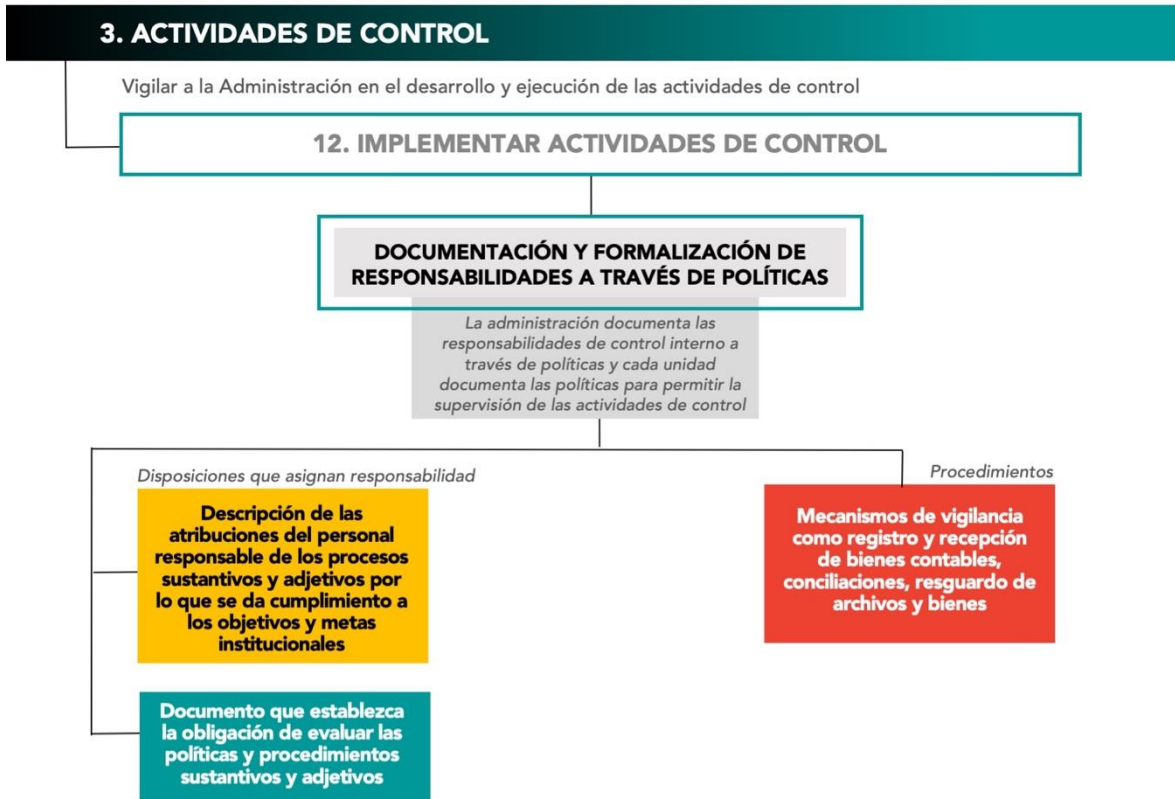 3. ACTIVIDADES DE CONTROL
Vigilar a la Administración en el desarrollo y ejecución de las actividades de control
12. IMPLEMENTAR ACTIVIDADES DE CONTROL
DOCUMENTACIÓN Y FORMALIZACIÓN DE
RESPONSABILIDADES A TRAVÉS DE POLÍTICAS
La administración documenta las
responsabilidades de control interno a
través de políticas y cada unidad
documenta las políticas para permitir la
supervisión de las actividades de control
Disposiciones que asignan responsabilidad
Descripción de las
atribuciones del personal
responsable de los procesos
sustantivos y adjetivos por
lo que se da cumplimiento a
los objetivos y metas
institucionales
Documento que establezca
la obligación de evaluar las
políticas y procedimientos
sustantivos y adjetivos
Procedimientos
Mecanismos de vigilancia
como registro y recepción
de bienes contables,
conciliaciones, resguardo de
archivos y bienes